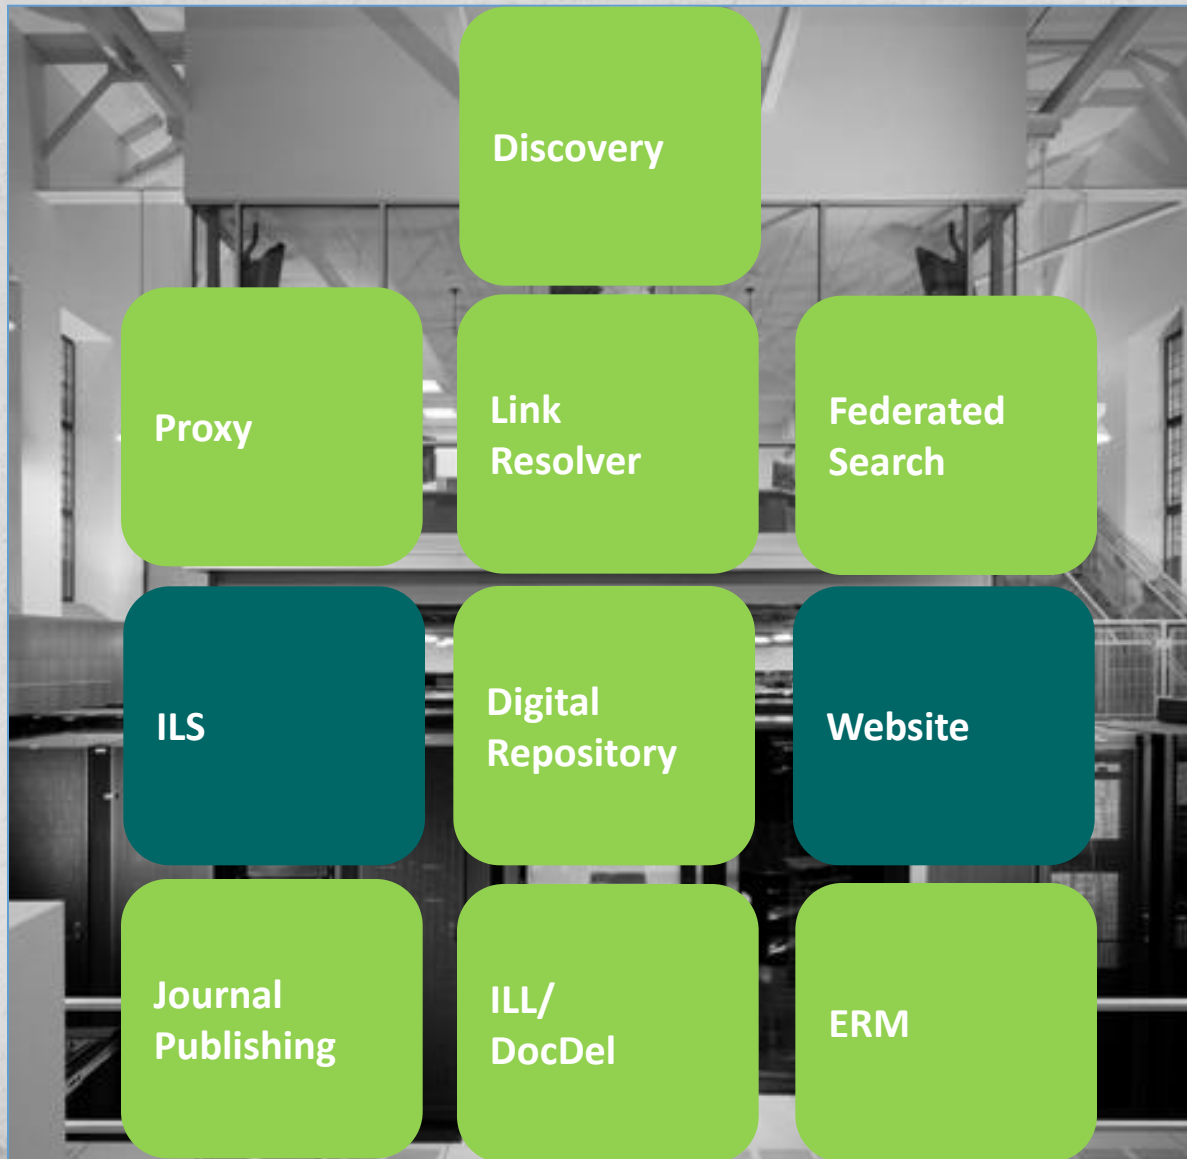 Discovery
Proxy
Link
Resolver
Federated
Search
ILS
Digital
Repository
Website
Journal
Publishing
ILL/
DocDel
ERM